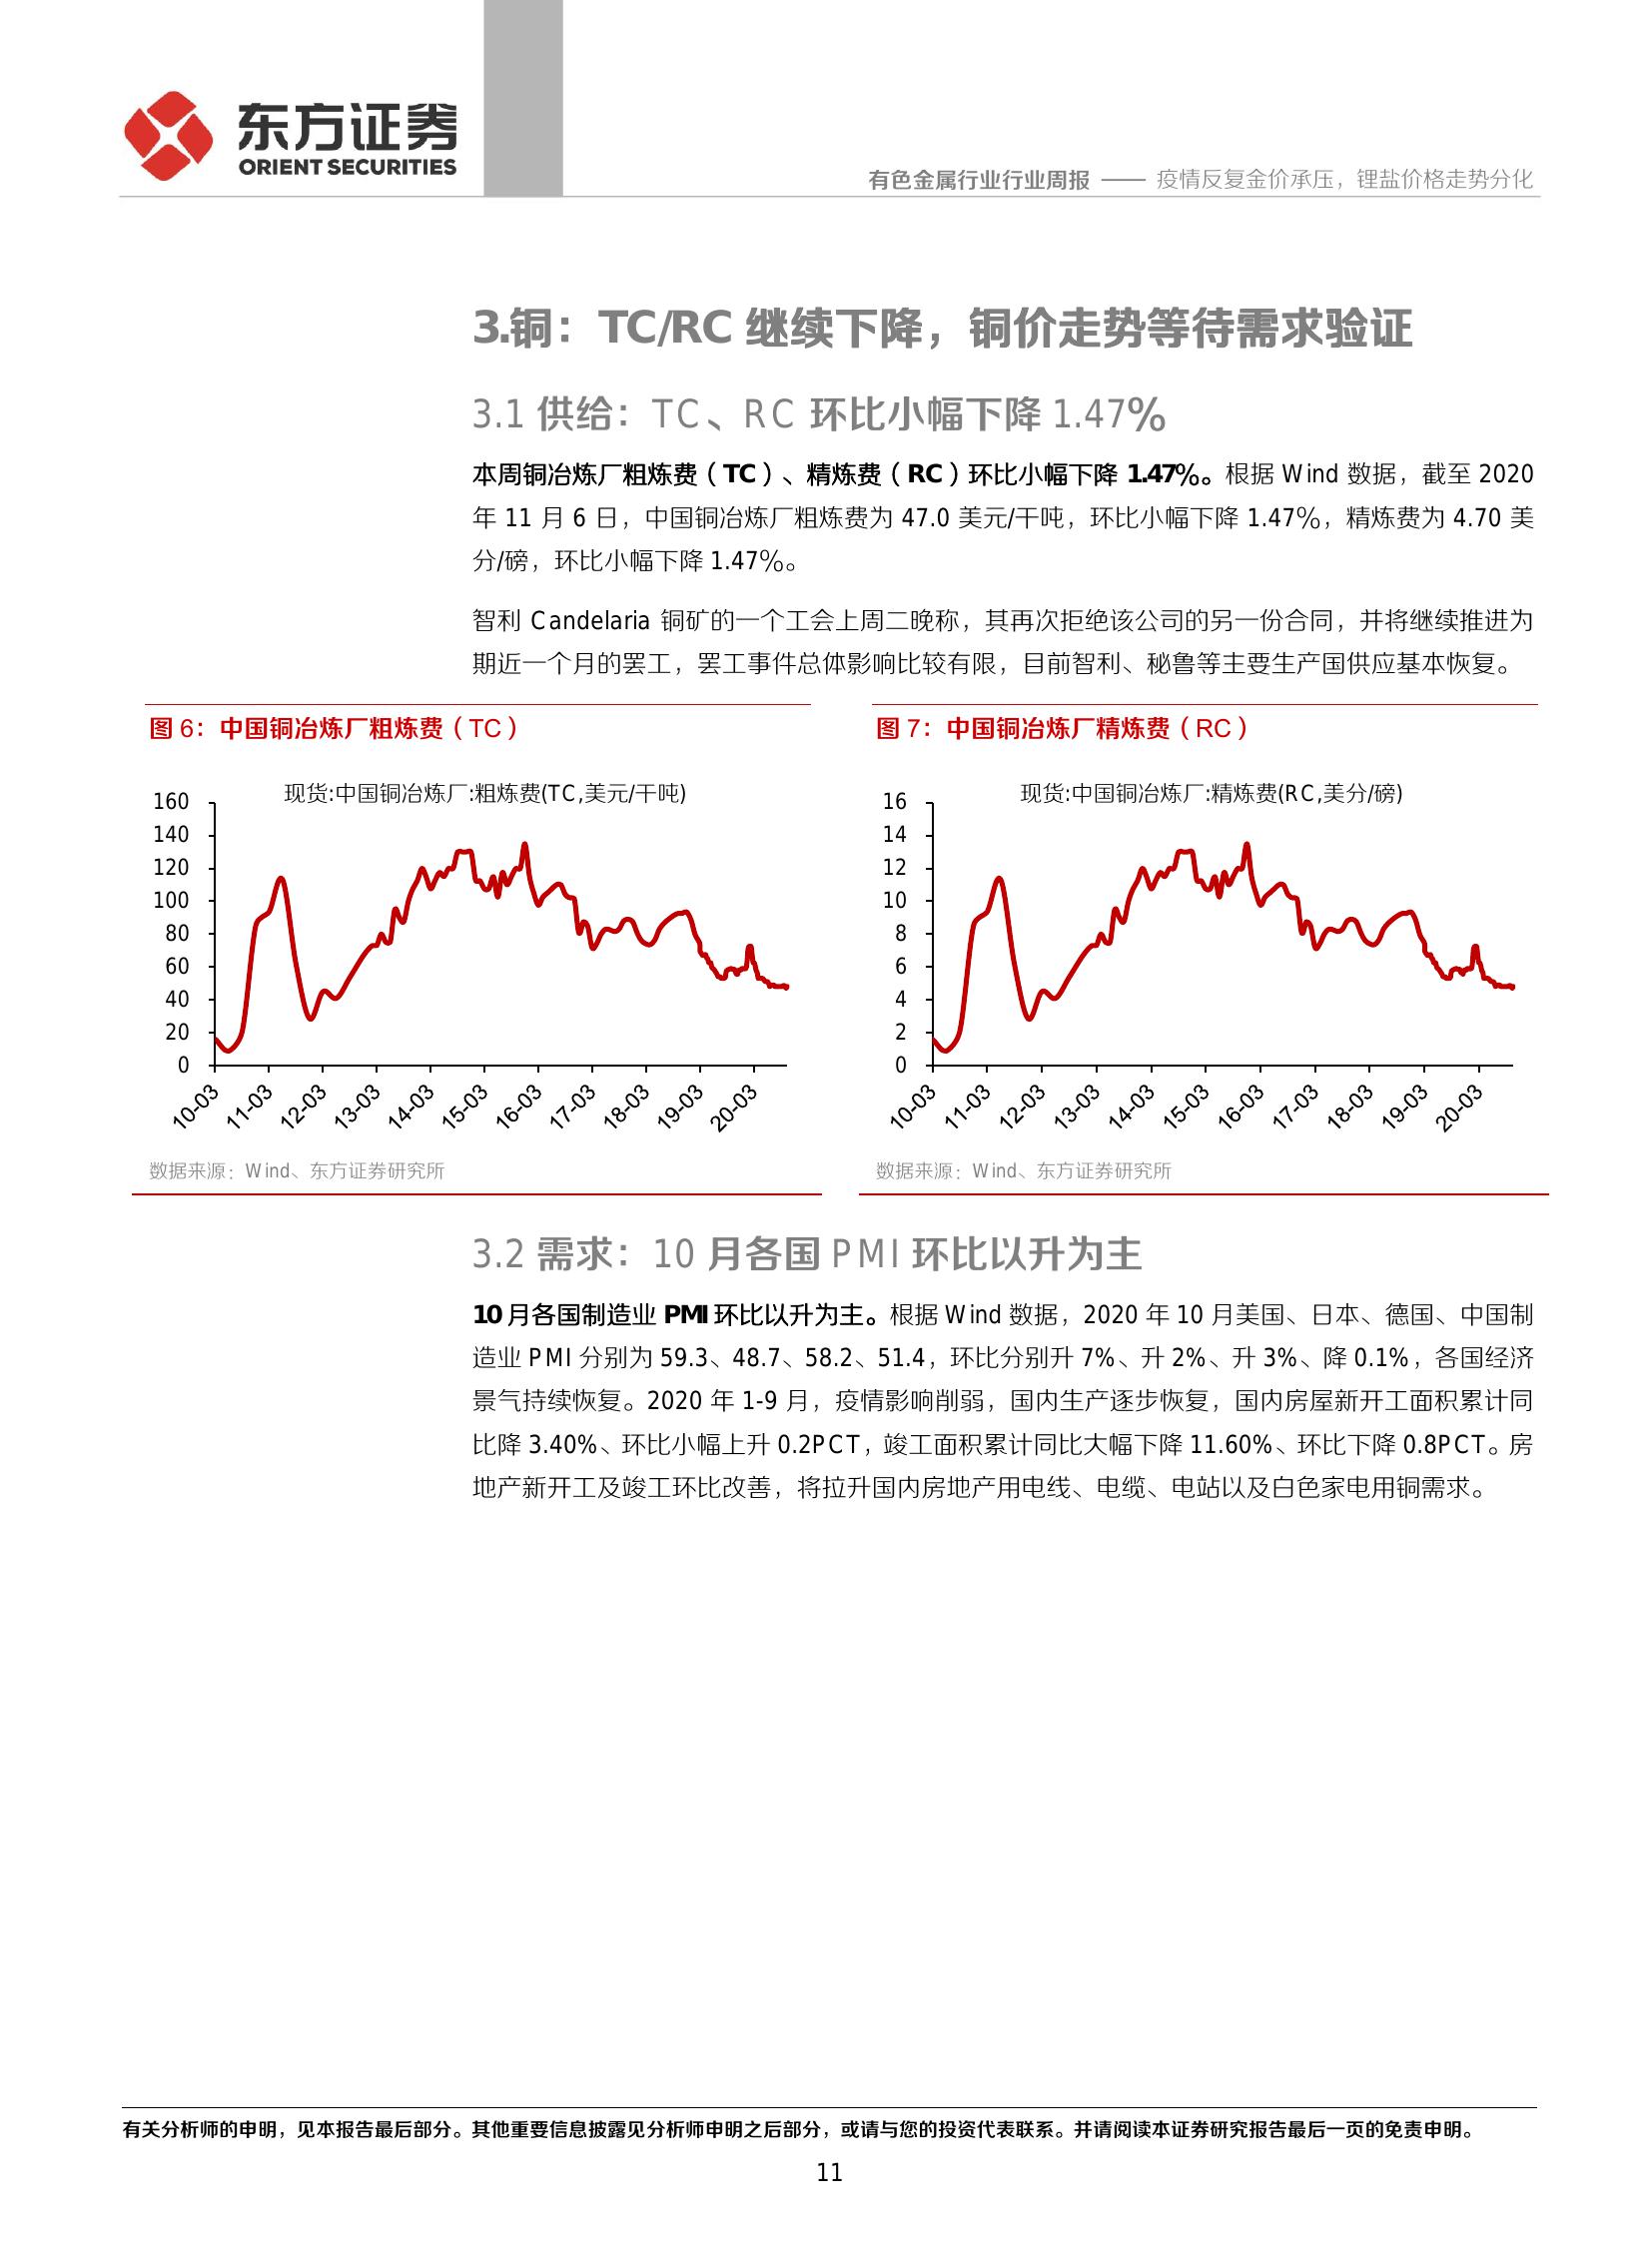 东方证券
ORIENT SECURITIES
有色金属行业行业周报 —— 疫情反复金价承压，锂盐价格走势分化
3.铜：TC/RC 继续下降，铜价走势等待需求验证
3.1 供给：TC、RC 环比小幅下降 1.47%
本周铜冶炼厂粗炼费（TC）、精炼费（RC）环比小幅下降 1.47%。根据 Wind 数据，截至 2020
年 11 月 6 日，中国铜冶炼厂粗炼费为 47.0 美元/干吨，环比小幅下降 1.47%，精炼费为 4.70 美
分/磅，环比小幅下降 1.47%。
智利 Candelaria 铜矿的一个工会上周二晚称，其再次拒绝该公司的另一份合同，并将继续推进为
期近一个月的罢工，罢工事件总体影响比较有限，目前智利、秘鲁等主要生产国供应基本恢复。
图 6：中国铜冶炼厂粗炼费（TC）
现货:中国铜冶炼厂:粗炼费(TC,美元/干吨)
160
140
120
100
80
60
40
20
0
10-03 11-03 12-03 13-03 14-03 15-03 16-03 17-03 18-03 19-03 20-03
数据来源：Wind、东方证券研究所
图 7：中国铜冶炼厂精炼费（RC）
现货:中国铜冶炼厂:精炼费(RC,美分/磅)
16
14
12
10
8
6
4
2
0
10-03 11-03 12-03 13-03 14-03 15-03 16-03 17-03 18-03 19-03 20-03
数据来源：Wind、东方证券研究所
3.2 需求：10 月各国 PMI 环比以升为主
10 月各国制造业 PMI 环比以升为主。根据 Wind 数据，2020 年 10 月美国、日本、德国、中国制
造业 PMI 分别为 59.3、48.7、58.2、51.4，环比分别升 7%、升 2%、升 3%、降 0.1%，各国经济
景气持续恢复。2020 年 1-9 月，疫情影响削弱，国内生产逐步恢复，国内房屋新开工面积累计同
比降 3.40%、环比小幅上升 0.2PCT，竣工面积累计同比大幅下降 11.60%、环比下降 0.8PCT。房
地产新开工及竣工环比改善，将拉升国内房地产用电线、电缆、电站以及白色家电用铜需求。
有关分析师的申明，见本报告最后部分。其他重要信息披露见分析师申明之后部分，或请与您的投资代表联系。并请阅读本证券研究报告最后一页的免责申明。
11